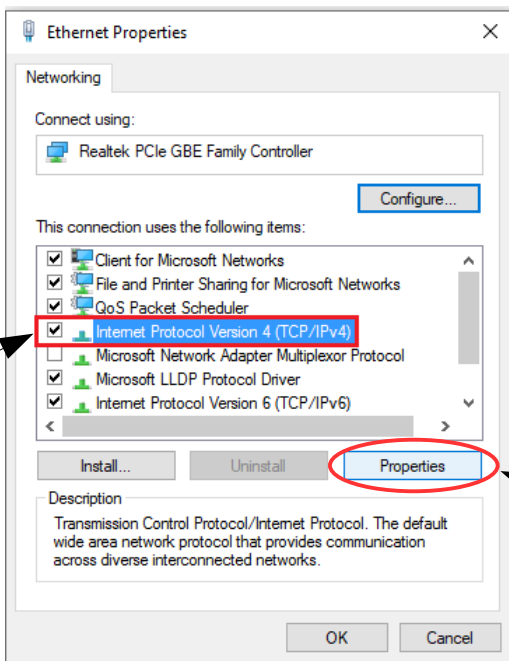 Ethernet Properties
Networking
Connect using:
Realtek PCIe GBE Family Controller
Configure...
This connection uses the following items:
Client for Microsoft Networks
File and Printer Sharing for Microsoft Networks
QoS Packet Scheduler
Internet Protocol Version 4 (TCP/IPv4)
Microsoft Network Adapter Multiplexor Protocol
Microsoft LLDP Protocol Driver
Internet Protocol Version 6 (TCP/IPv6)
Install...
Uninstall
Properties
Description
Transmission Control Protocol/Internet Protocol. The default
wide area network protocol that provides communication
across diverse interconnected networks.
OK
Cancel